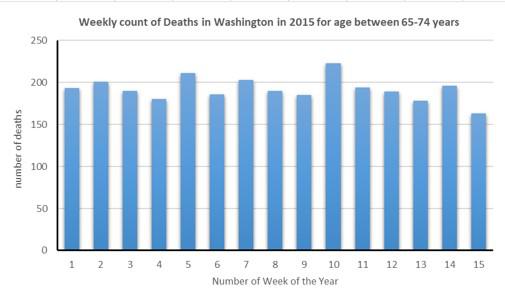 Weekly count of Deaths in Washington in 2015 for age between 65-74 years
250
200
150
100
50
0
number of deaths
1 2 3 4 5 6 7 8 9 10 11 12 13 14 15
Number of Week of the Year